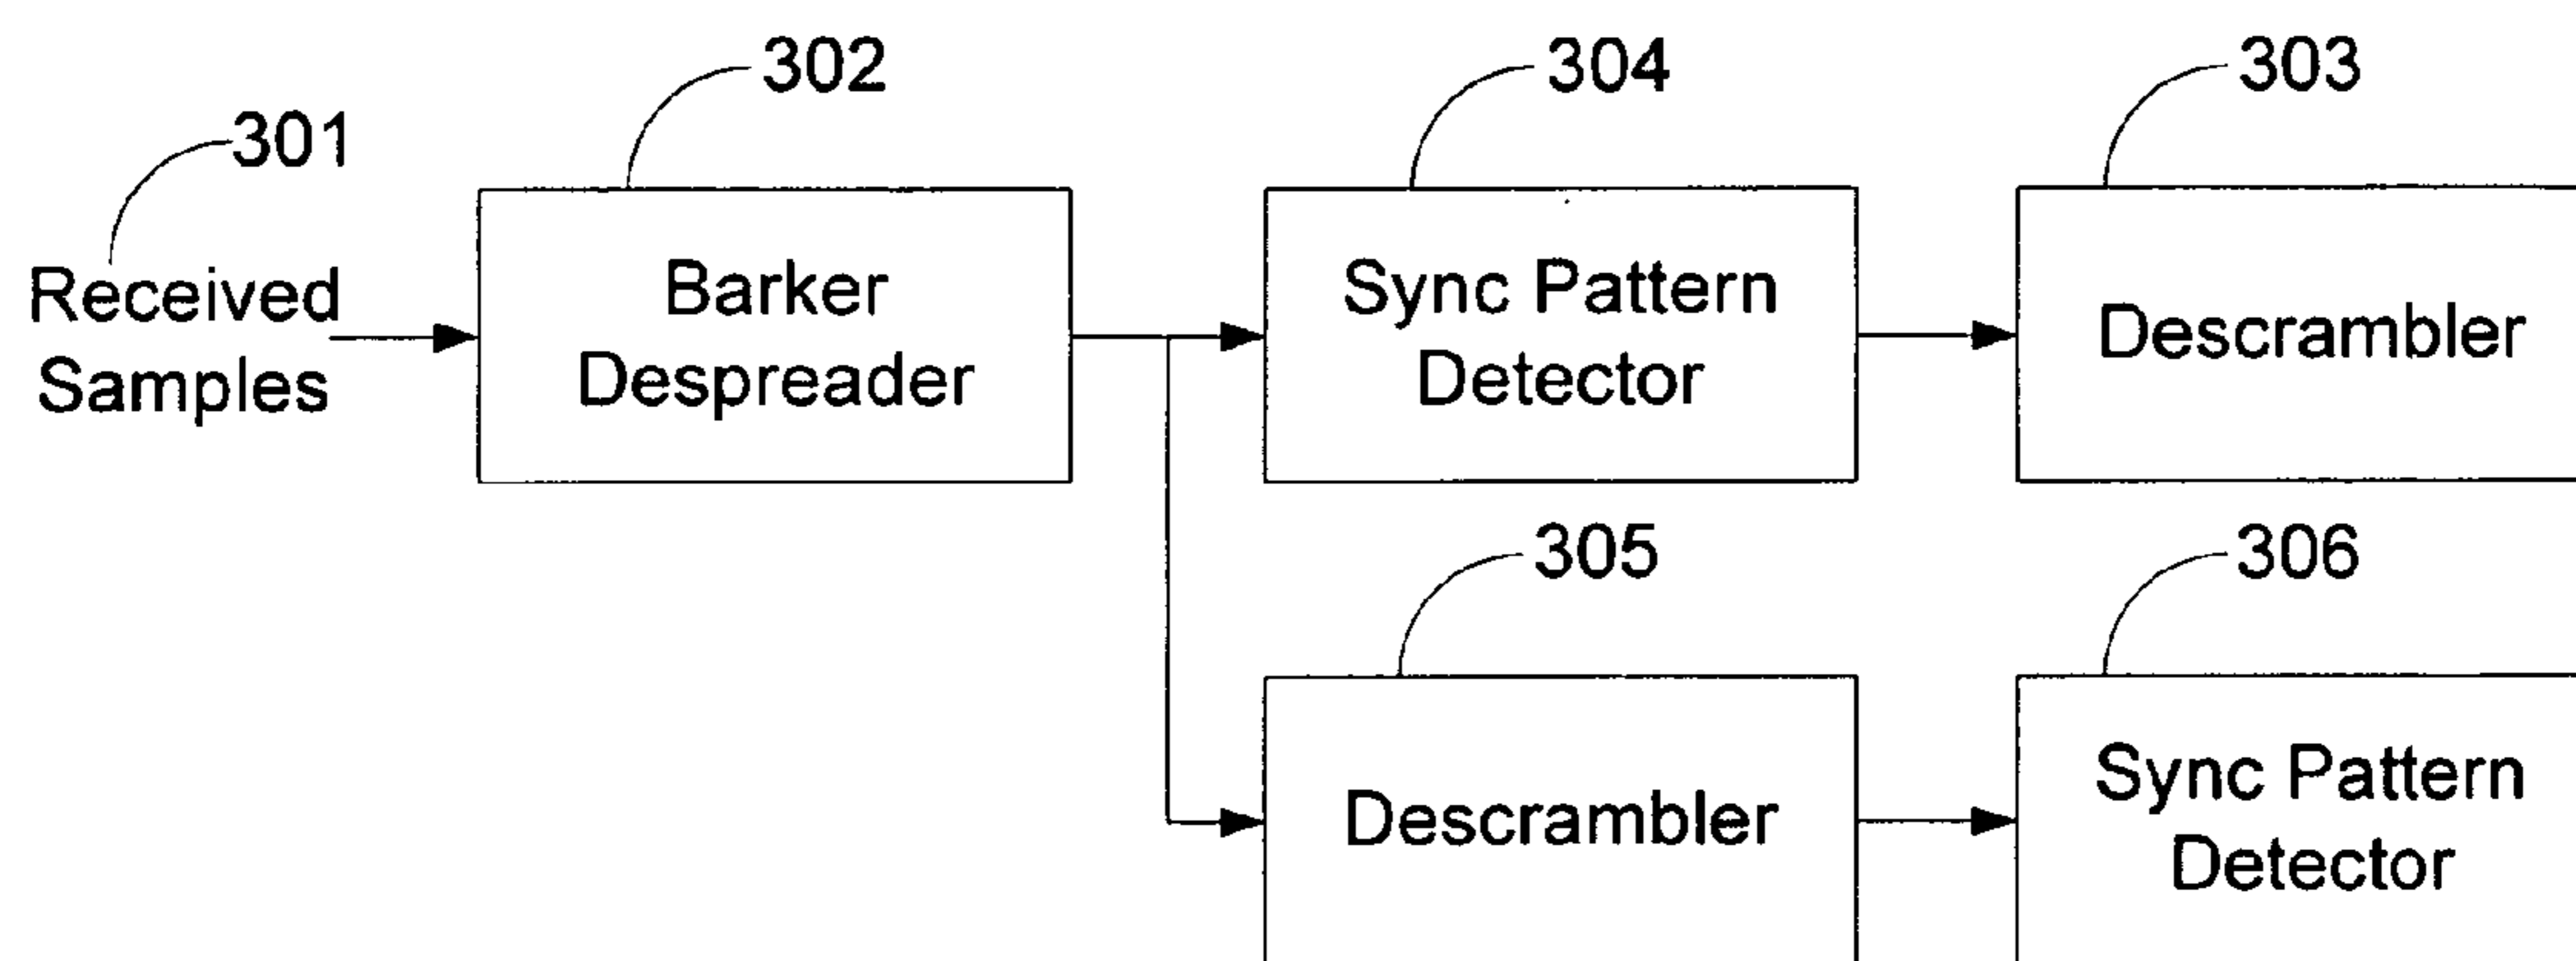 302
304
303
301
Received
Samples
Barker
Despreader
Sync Pattern
Detector
Descrambler
305
306
Descrambler
Sync Pattern
Detector